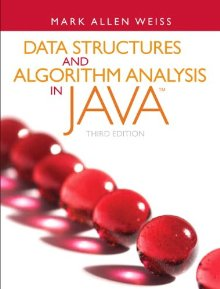 MARK ALLEN WEISS
DATA STRUCTURES
AND
ALGORITHM ANALYSIS
IN
JAVA™
THIRD EDITION